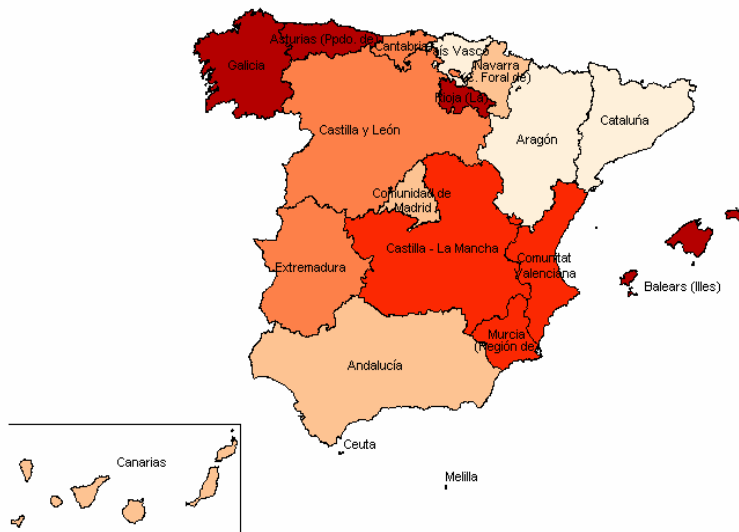 Asturias (Ppdo. de)
Cantabria
País Vasco
Galicia
Navarra
(C. Foral de)
Rioja (La)
Castilla y León
Cataluña
Aragón
Comunidad de
Madrid
Castilla - La Mancha
Comunitat
Valenciana
Extremadura
Balears (Illes)
Murcia
(Región de
Andalucía
Ceuta
Canarias
Melilla